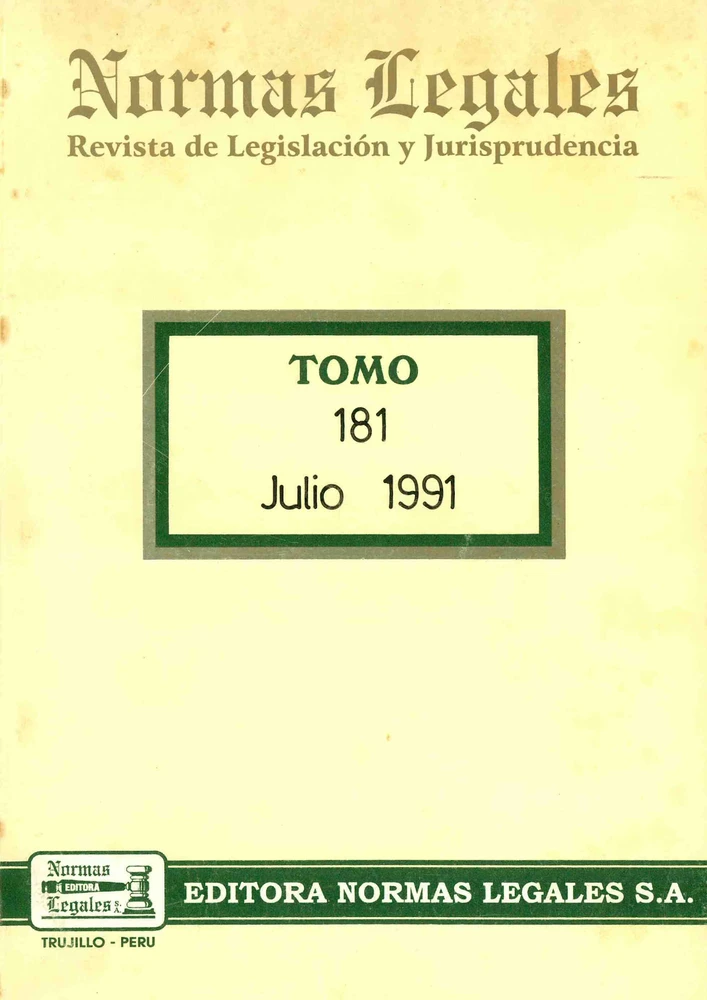 Normas Legales
Revista de Legislación y Jurisprudencia
TOMO
181
Julio 1991
Normas
EDITORA
Legales S.A.
EDITORA NORMAS LEGALES S.A.
TRUJILLO - PERU